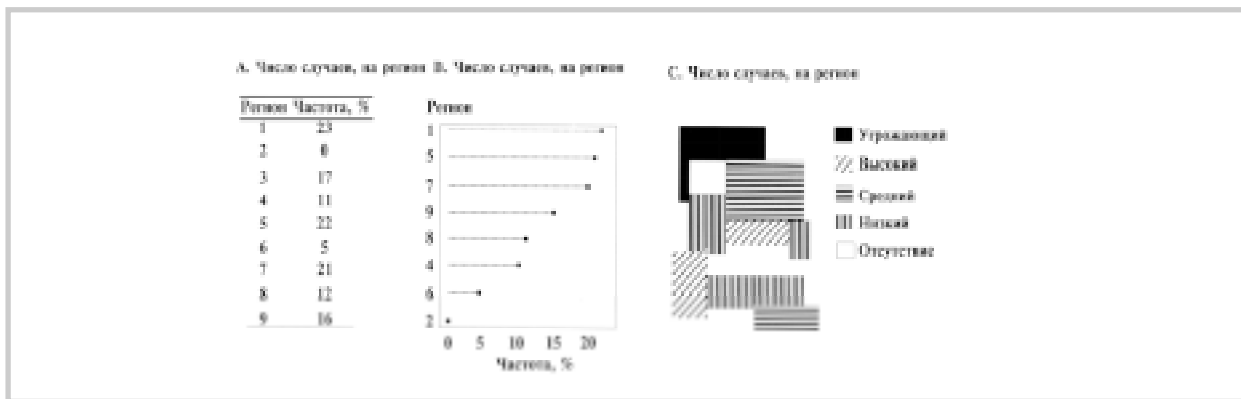 А. Число случаев, на регион
Регион Частота, %
1 23
2 0
3 17
4 11
5 22
6 5
7 21
8 12
9 16
В. Число случаев, на регион
Регион
1
5
7
9
8
4
6
2
0 5 10 15 20
Частота, %
С. Число случаев, на регион
Угрожающий
Высокий
Средний
Низкий
Отсутствие